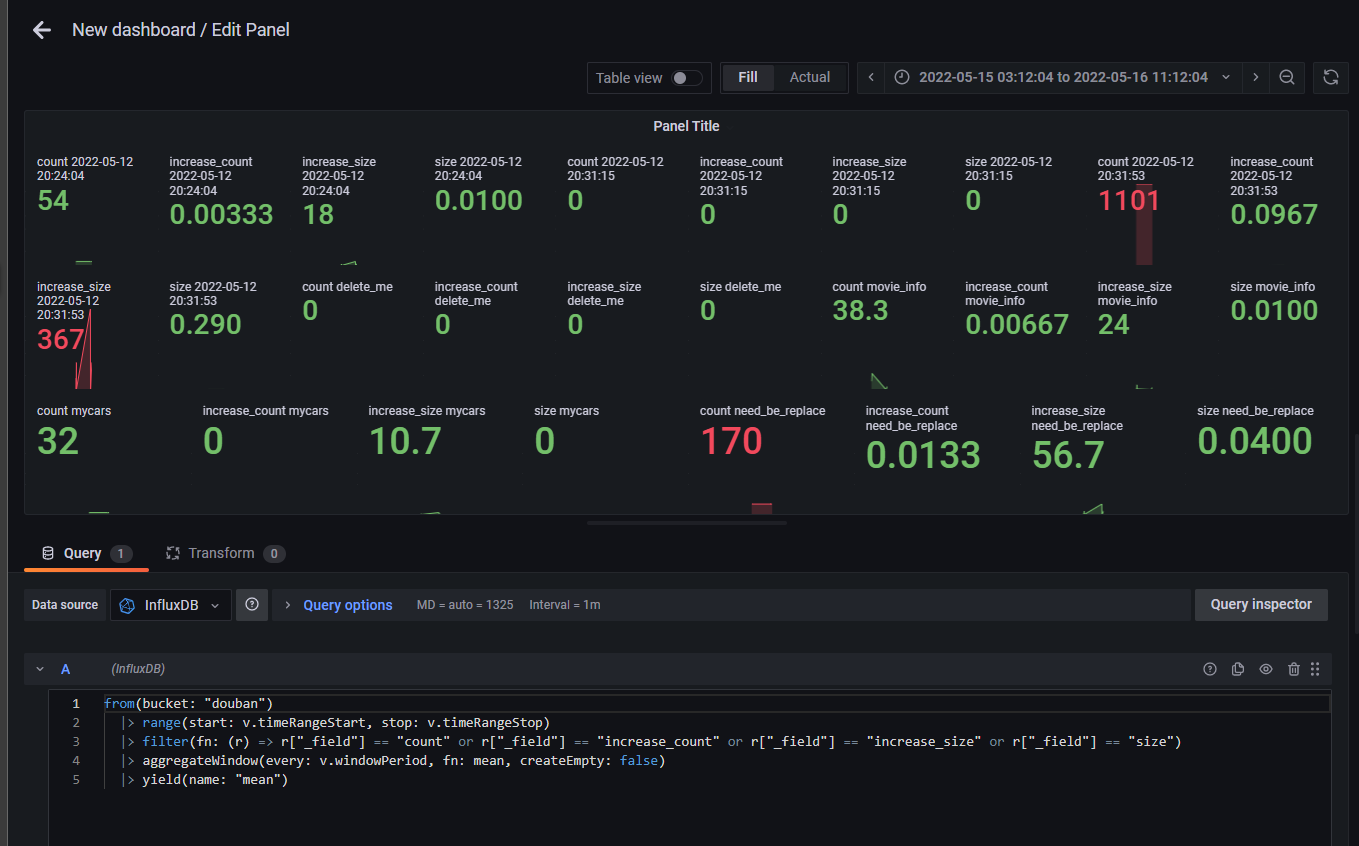 New dashboard / Edit Panel
Table view Fill Actual 2022-05-15 03:12:04 to 2022-05-16 11:12:04
Panel Title
count 2022-05-12
20:24:04
54
increase_count
2022-05-12
20:24:04
0.00333
increase_size
2022-05-12
20:24:04
18
size 2022-05-12
20:24:04
0.0100
count 2022-05-12
20:31:15
0
increase_count
2022-05-12
20:31:15
0
increase_size
2022-05-12
20:31:15
0
size 2022-05-12
20:31:15
0
count 2022-05-12
20:31:53
1101
increase_count
2022-05-12
20:31:53
0.0967
increase_size
2022-05-12
20:31:53
367
size 2022-05-12
20:31:53
0.290
count delete_me
0
increase_count
delete_me
0
increase_size
delete_me
0
size delete_me
0
count movie_info
38.3
increase_count
movie_info
0.00667
increase_size
movie_info
24
size movie_info
0.0100
count mycars
32
increase_count mycars
0
increase_size mycars
10.7
size mycars
0
count need_be_replace
170
increase_count
need_be_replace
0.0133
increase_size
need_be_replace
56.7
size need_be_replace
0.0400
Query 1 Transform 0
Data source InfluxDB Query options MD = auto = 1325 Interval = 1m Query inspector
A (InfluxDB)
1 from(bucket: "douban")
2 |> range(start: v.timeRangeStart, stop: v.timeRangeStop)
3 |> filter(fn: (r) => r["_field"] == "count" or r["_field"] == "increase_count" or r["_field"] == "increase_size" or r["_field"] == "size")
4 |> aggregateWindow(every: v.windowPeriod, fn: mean, createEmpty: false)
5 |> yield(name: "mean")